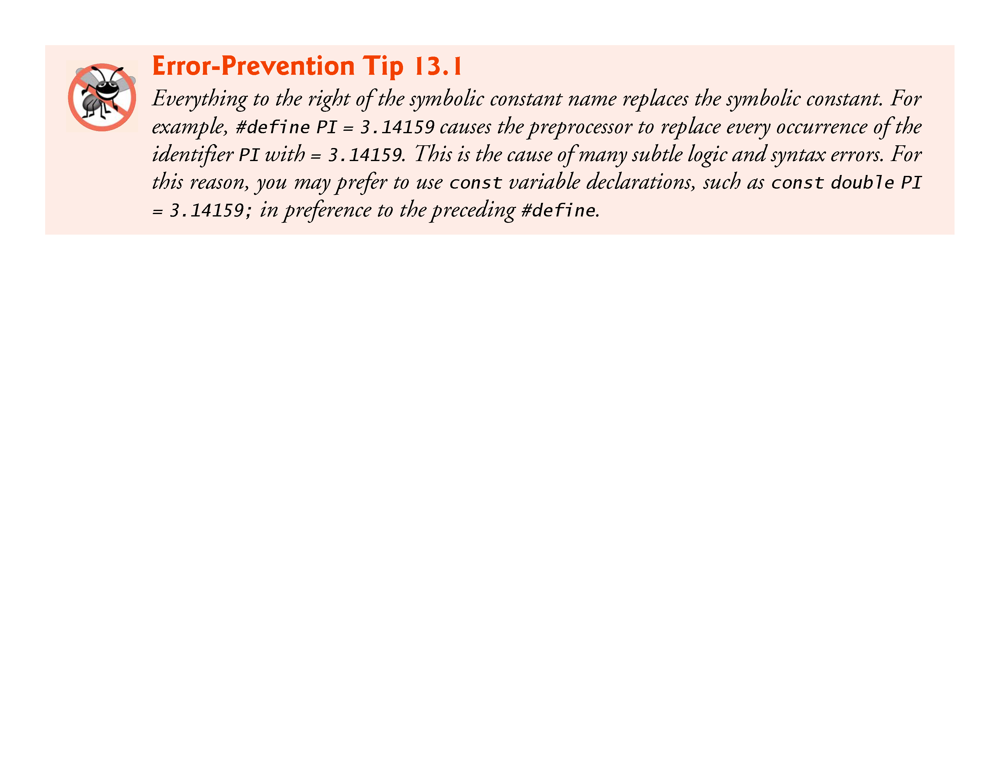 Error-Prevention Tip 13.1
Everything to the right of the symbolic constant name replaces the symbolic constant. For
example, #define PI = 3.14159 causes the preprocessor to replace every occurrence of the
identifier PI with = 3.14159. This is the cause of many subtle logic and syntax errors. For
this reason, you may prefer to use const variable declarations, such as const double PI
= 3.14159; in preference to the preceding #define.